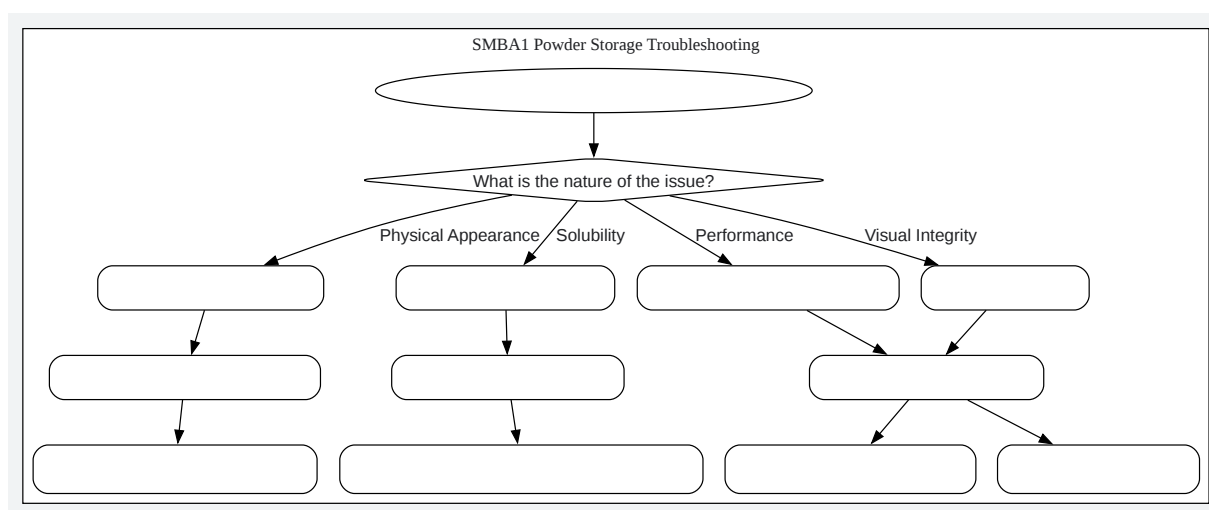 SMBA1 Powder Storage Troubleshooting
What is the nature of the issue?
Physical Appearance
Solubility
Performance
Visual Integrity